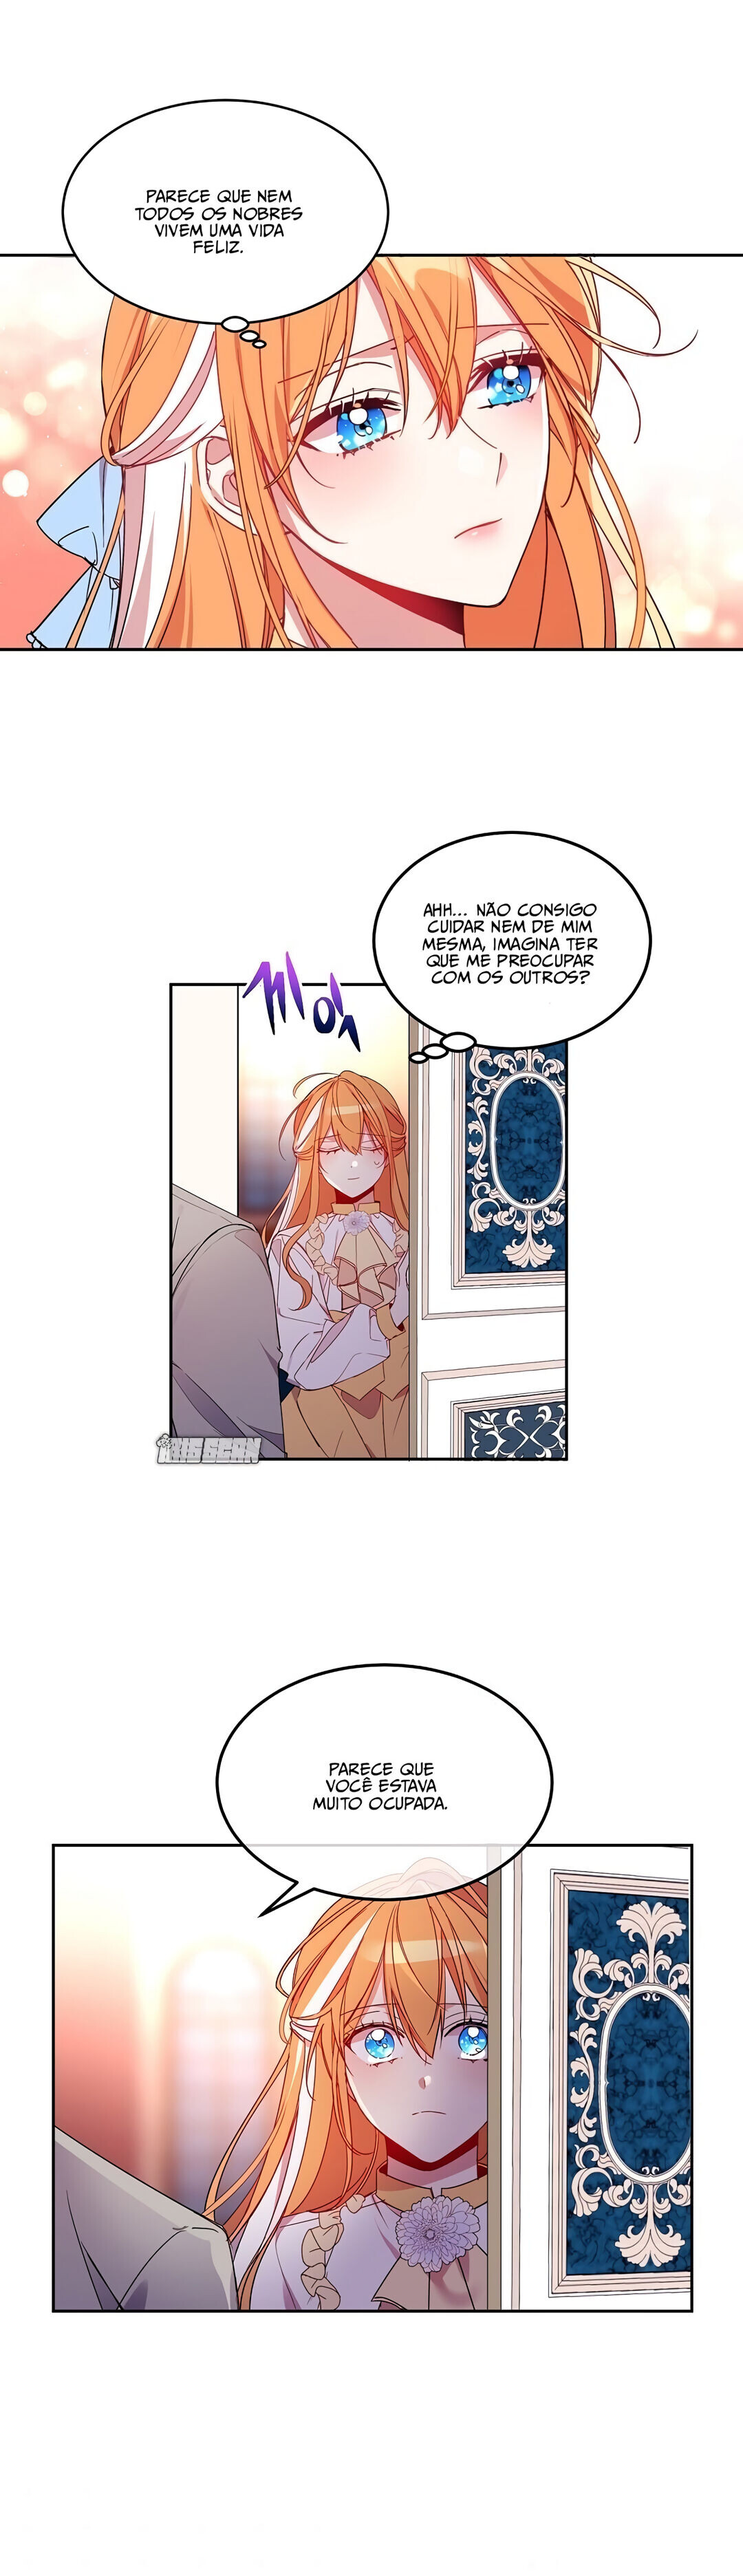 PARECE QUE NEM
TODOS OS NOBRES
VIVEM UMA VIDA
FELIZ.
AHH... NÃO CONSIGO
CUIDAR NEM DE MIM
MESMA, IMAGINA TER
QUE ME PREOCUPAR
COM OS OUTROS?
PARECE QUE
VOCÊ ESTAVA
MUITO OCUPADA.